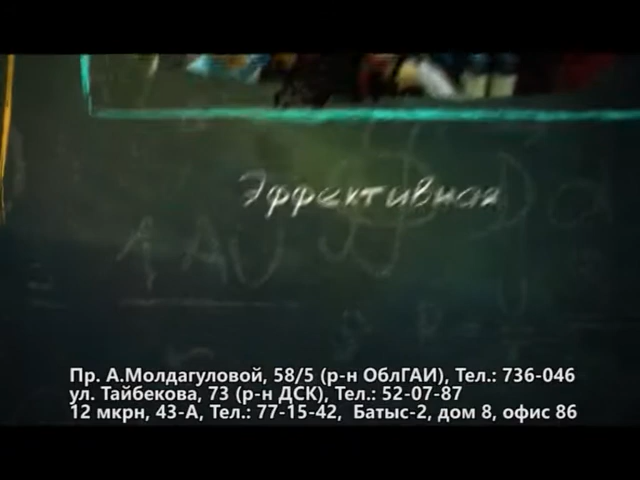 Эффективная
Пр. А.Молдагуловой, 58/5 (р-н ОблГАИ), Тел.: 736-046
ул. Тайбекова, 73 (р-н ДСК), Тел.: 52-07-87
12 мкрн, 43-А, Тел.: 77-15-42, Батыс-2, дом 8, офис 86